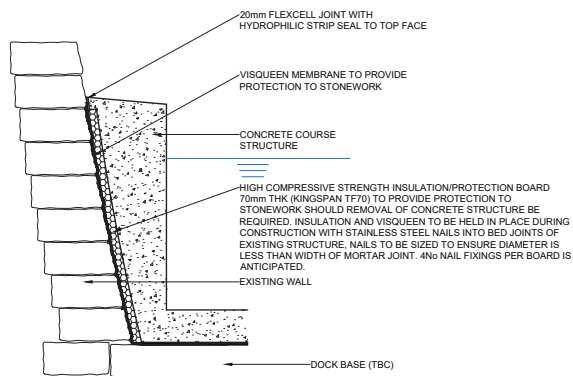 20mm FLEXCELL JOINT WITH
HYDROPHILIC STRIP SEAL TO TOP FACE
VISQUEEN MEMBRANE TO PROVIDE
PROTECTION TO STONEWORK
CONCRETE COURSE
STRUCTURE
HIGH COMPRESSIVE STRENGTH INSULATION/PROTECTION BOARD
70mm THK (KINGSPAN TF70) TO PROVIDE PROTECTION TO
STONEWORK SHOULD REMOVAL OF CONCRETE STRUCTURE BE
REQUIRED. INSULATION AND VISQUEEN TO BE HELD IN PLACE DURING
CONSTRUCTION WITH STAINLESS STEEL NAILS INTO BED JOINTS OF
EXISTING STRUCTURE, NAILS TO BE SIZED TO ENSURE DIAMETER IS
LESS THAN WIDTH OF MORTAR JOINT. 4No NAIL FIXINGS PER BOARD IS
ANTICIPATED.
EXISTING WALL
DOCK BASE (TBC)